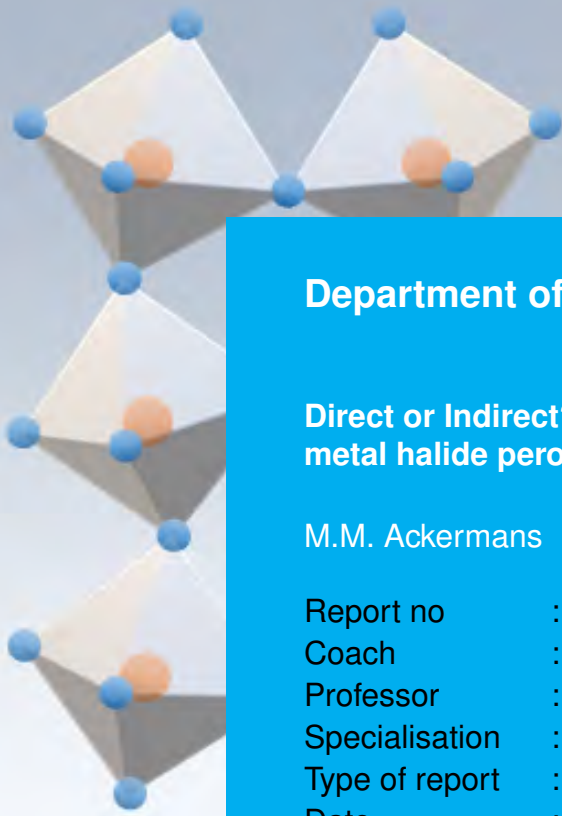 Department of
Direct or Indirect
metal halide pero
M.M. Ackermans
Report no :
Coach :
Professor :
Specialisation :
Type of report :